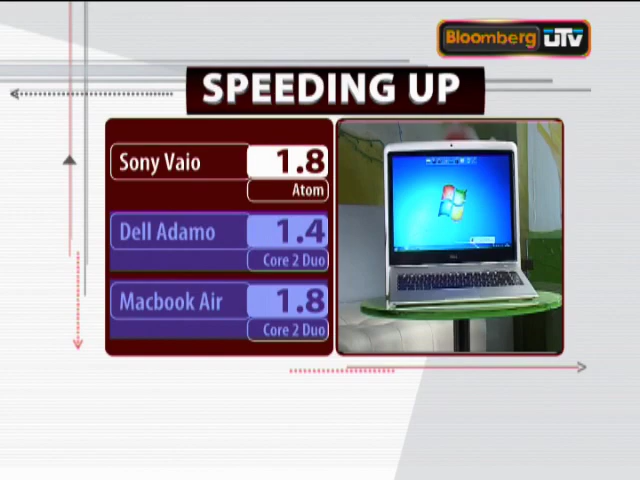 Bloomberg UTV
SPEEDING UP
Sony Vaio 1.8
Atom
Dell Adamo 1.4
Core 2 Duo
Macbook Air 1.8
Core 2 Duo